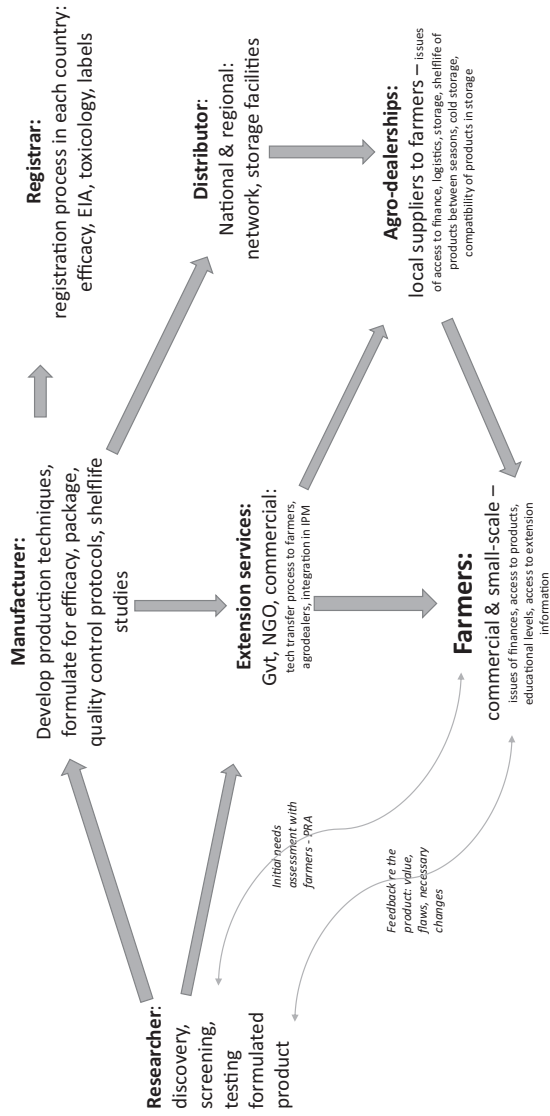 Researcher:
discovery,
screening,
testing
formulated
product
Manufacturer:
Develop production techniques,
formulate for efficacy, package,
quality control protocols, shelflife
studies
Registrar:
registration process in each country:
efficacy, EIA, toxicology, labels
Extension services:
Gvt, NGO, commercial:
tech transfer process to farmers,
agrodealers, integration in IPM
Distributor:
National & regional:
network, storage facilities
Initial needs
assessment with
farmers - PRA
Feedback re the
product: value,
flaws, necessary
changes
Farmers:
commercial & small-scale –
issues of finances, access to products,
educational levels, access to extension
information
Agro-dealerships:
local suppliers to farmers – issues
of access to finance, logistics, storage, shelflife of
products between seasons, cold storage,
compatibility of products in storage